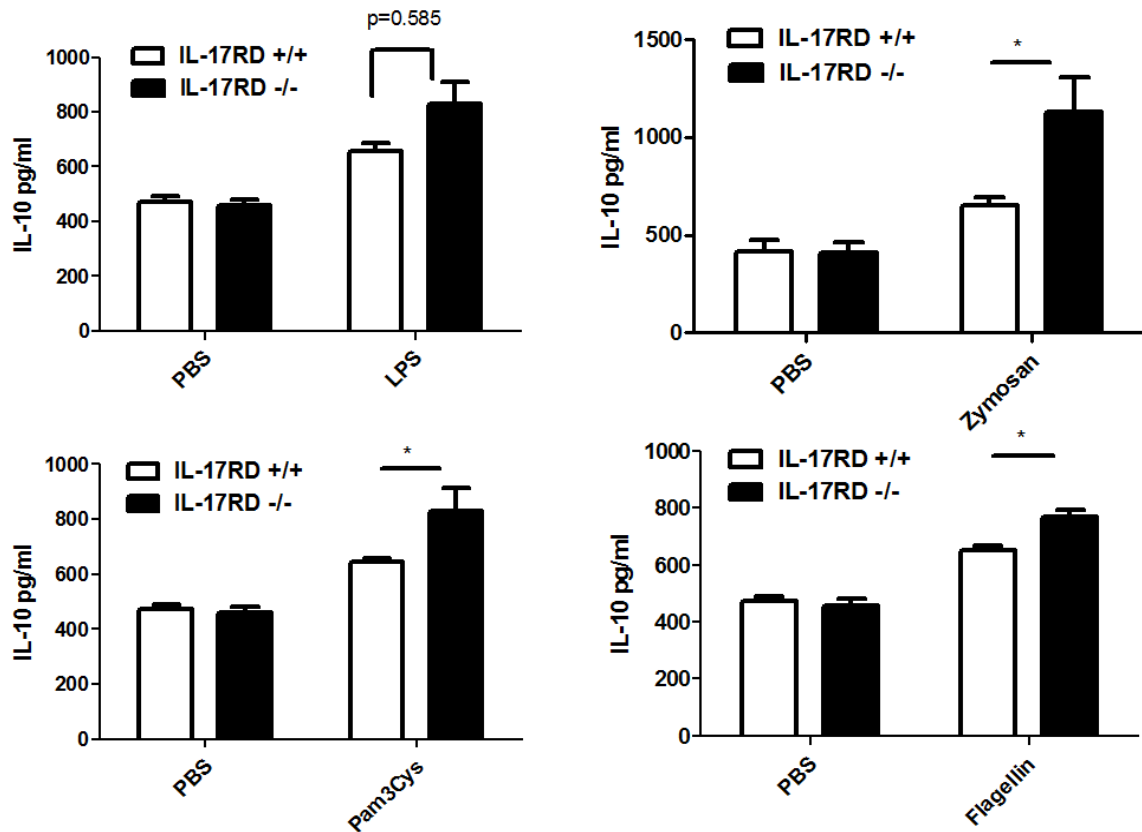 p=0.585
IL-17RD +/+
IL-17RD -/-
IL-10 pg/ml
1000
800
600
400
200
0
PBS
LPS
*
IL-17RD +/+
IL-17RD -/-
IL-10 pg/ml
1500
1000
500
0
PBS
Zymosan
*
IL-17RD +/+
IL-17RD -/-
IL-10 pg/ml
1000
800
600
400
200
0
PBS
Pam3Cys
*
IL-17RD +/+
IL-17RD -/-
IL-10 pg/ml
1000
800
600
400
200
0
PBS
Flagellin